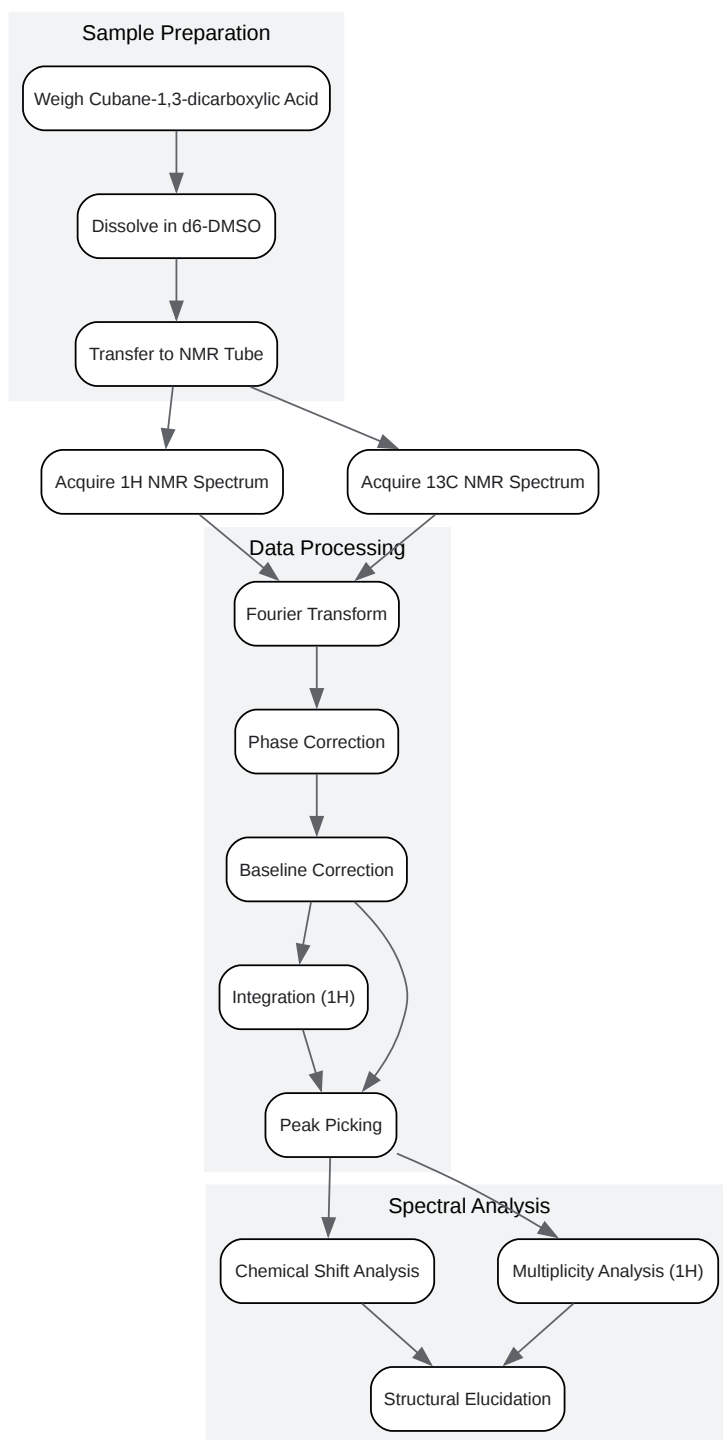 Sample Preparation
Weigh Cubane-1,3-dicarboxylic Acid
Dissolve in d6-DMSO
Transfer to NMR Tube
Acquire 1H NMR Spectrum
Acquire 13C NMR Spectrum
Data Processing
Fourier Transform
Phase Correction
Baseline Correction
Integration (1H)
Peak Picking
Spectral Analysis
Chemical Shift Analysis
Multiplicity Analysis (1H)
Structural Elucidation